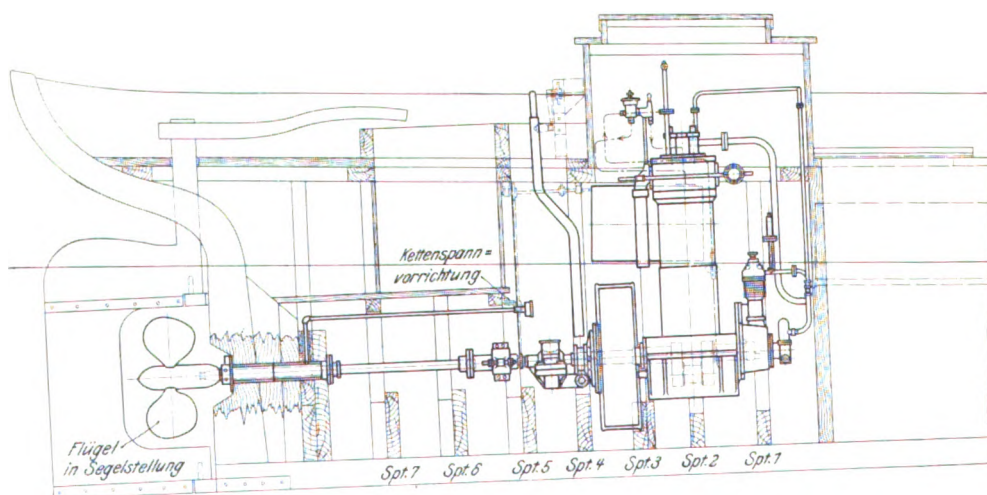 Kettenspann=
vorrichtung
Flügel
in Segelstellung
Spt. 7 Spt. 6 Spt. 5 Spt. 4 Spt. 3 Spt. 2 Spt. 1